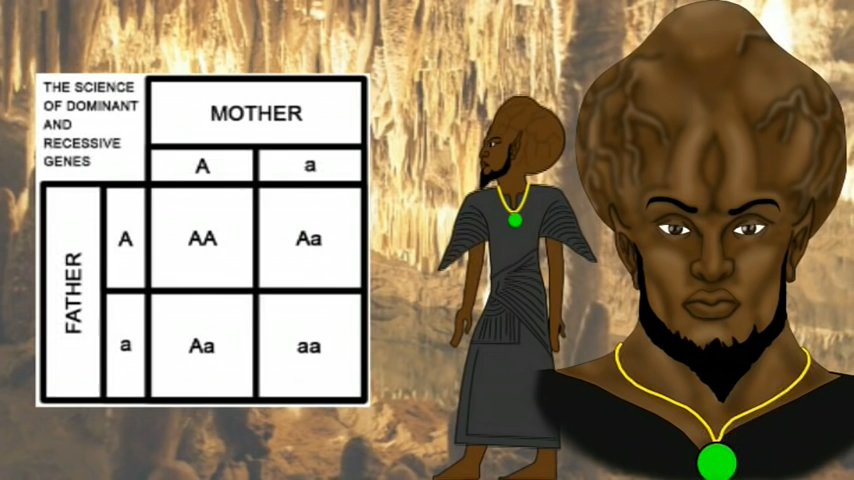 THE SCIENCE
OF DOMINANT
AND
RECESSIVE
GENES
MOTHER
A a
FATHER
A AA Aa
a Aa aa